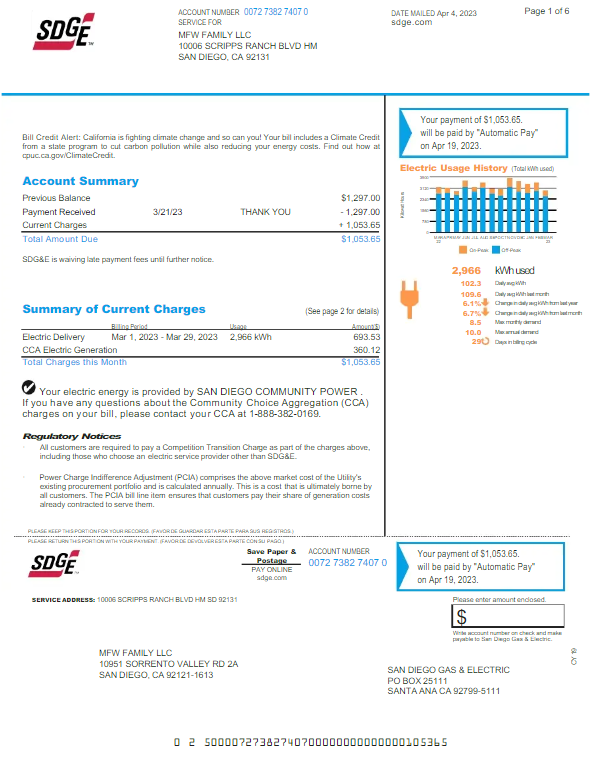 SDGE
ACCOUNT NUMBER 0072 7382 7407 0
SERVICE FOR
MFW FAMILY LLC
10006 SCRIPPS RANCH BLVD HM
SAN DIEGO, CA 92131
DATE MAILED Apr 4, 2023
sdge.com
Page 1 of 6
Bill Credit Alert: California is fighting climate change and so can you! Your bill includes a Climate Credit
from a state program to cut carbon pollution while also reducing your energy costs. Find out how at
cpuc.ca.gov/ClimateCredit.
Account Summary
Previous Balance $1,297.00
Payment Received 3/21/23 THANK YOU - 1,297.00
Current Charges + 1,053.65
Total Amount Due $1,053.65
SDG&E is waiving late payment fees until further notice.
Summary of Current Charges (See page 2 for details)
Billing Period Usage Amount($)
Electric Delivery Mar 1, 2023 - Mar 29, 2023 2,966 kWh 693.53
CCA Electric Generation 360.12
Total Charges this Month $1,053.65
Your electric energy is provided by SAN DIEGO COMMUNITY POWER .
If you have any questions about the Community Choice Aggregation (CCA)
charges on your bill, please contact your CCA at 1-888-382-0169.
Regulatory Notices
All customers are required to pay a Competition Transition Charge as part of the charges above,
including those who choose an electric service provider other than SDG&E.
Power Charge Indifference Adjustment (PCIA) comprises the above market cost of the Utility's
existing procurement portfolio and is calculated annually. This is a cost that is ultimately borne by
all customers. The PCIA bill line item ensures that customers pay their share of generation costs
already contracted to serve them.
Your payment of $1,053.65.
will be paid by "Automatic Pay"
on Apr 19, 2023.
Electric Usage History (Total kWh used)
Kilowatt Hours
On-Peak Off-Peak
2,966 kWh used
102.3 Daily avg kWh
109.6 Daily avg kWh last month
6.1% Change in daily avg kWh from last year
6.7% Change in daily avg kWh from last month
8.5 Max monthly demand
10.0 Max annual demand
29 Days in billing cycle
PLEASE KEEP THIS PORTION FOR YOUR RECORDS. (FAVOR DE GUARDAR ESTA PARTE PARA SUS REGISTROS.)
PLEASE RETURN THIS PORTION WITH YOUR PAYMENT. (FAVOR DE DEVOLVER ESTA PARTE CON SU PAGO.)
SDGE
Save Paper &
Postage
PAY ONLINE
sdge.com
ACCOUNT NUMBER
0072 7382 7407 0
Your payment of $1,053.65.
will be paid by "Automatic Pay"
on Apr 19, 2023.
SERVICE ADDRESS: 10006 SCRIPPS RANCH BLVD HM SD 92131
Please enter amount enclosed.
$
Write account number on check and make
payable to San Diego Gas & Electric.
CY 19
MFW FAMILY LLC
10951 SORRENTO VALLEY RD 2A
SAN DIEGO, CA 92121-1613
SAN DIEGO GAS & ELECTRIC
PO BOX 25111
SANTA ANA CA 92799-5111